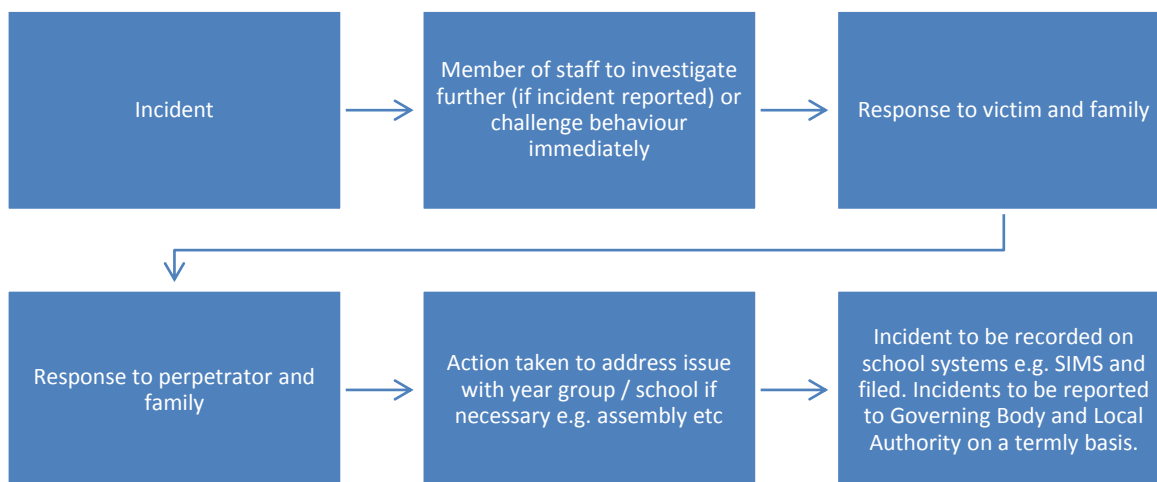 Incident
Member of staff to investigate
further (if incident reported) or
challenge behaviour
immediately
Response to victim and family
Response to perpetrator and
family
Action taken to address issue
with year group / school if
necessary e.g. assembly etc
Incident to be recorded on
school systems e.g. SIMS and
filed. Incidents to be reported
to Governing Body and Local
Authority on a termly basis.